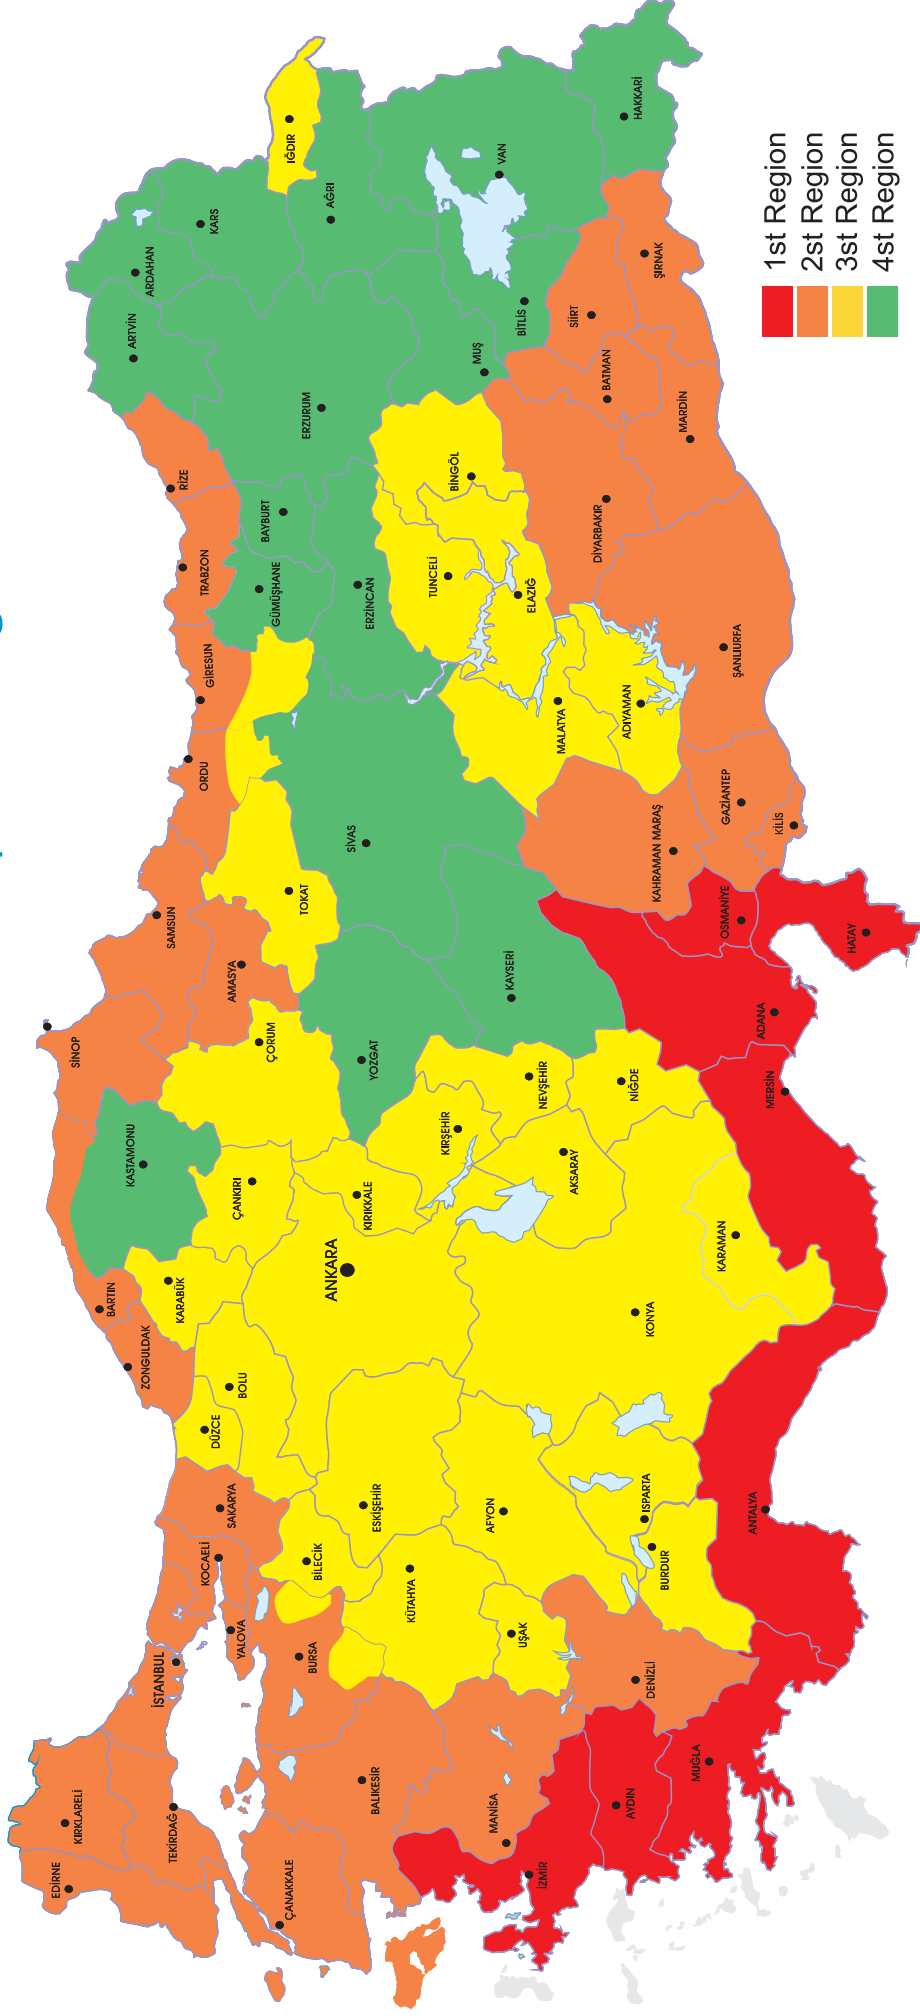 EDİRNE
KIRKLARELİ
TEKİRDAĞ
İSTANBUL
ÇANAKKALE
BALIKESİR
BURSA
YALOVA
KOCAELİ
SAKARYA
BİLECİK
DÜZCE
BOLU
ZONGULDAK
BARTIN
KARABÜK
KASTAMONU
ÇANKIRI
SİNOP
ÇORUM
SAMSUN
AMASYA
TOKAT
ORDU
GİRESUN
TRABZON
RİZE
GÜMÜŞHANE
BAYBURT
ARTVİN
ARDAHAN
KARS
IĞDIR
AĞRI
ERZURUM
ERZİNCAN
SİVAS
YOZGAT
KIRIKKALE
ANKARA
ESKİŞEHİR
KÜTAHYA
MANİSA
İZMİR
UŞAK
AFYON
KIRŞEHİR
NEVŞEHİR
AKSARAY
KAYSERİ
NİĞDE
MALATYA
ELAZIĞ
TUNCELİ
BİNGÖL
MUŞ
BİTLİS
VAN
HAKKARİ
ŞIRNAK
SİİRT
BATMAN
MARDİN
DİYARBAKIR
ŞANLIURFA
ADIYAMAN
GAZİANTEP
KİLİS
KAHRAMAN MARAŞ
OSMANİYE
HATAY
ADANA
MERSİN
KARAMAN
KONYA
ISPARTA
BURDUR
ANTALYA
DENİZLİ
AYDIN
MUĞLA
1st Region
2st Region
3st Region
4st Region